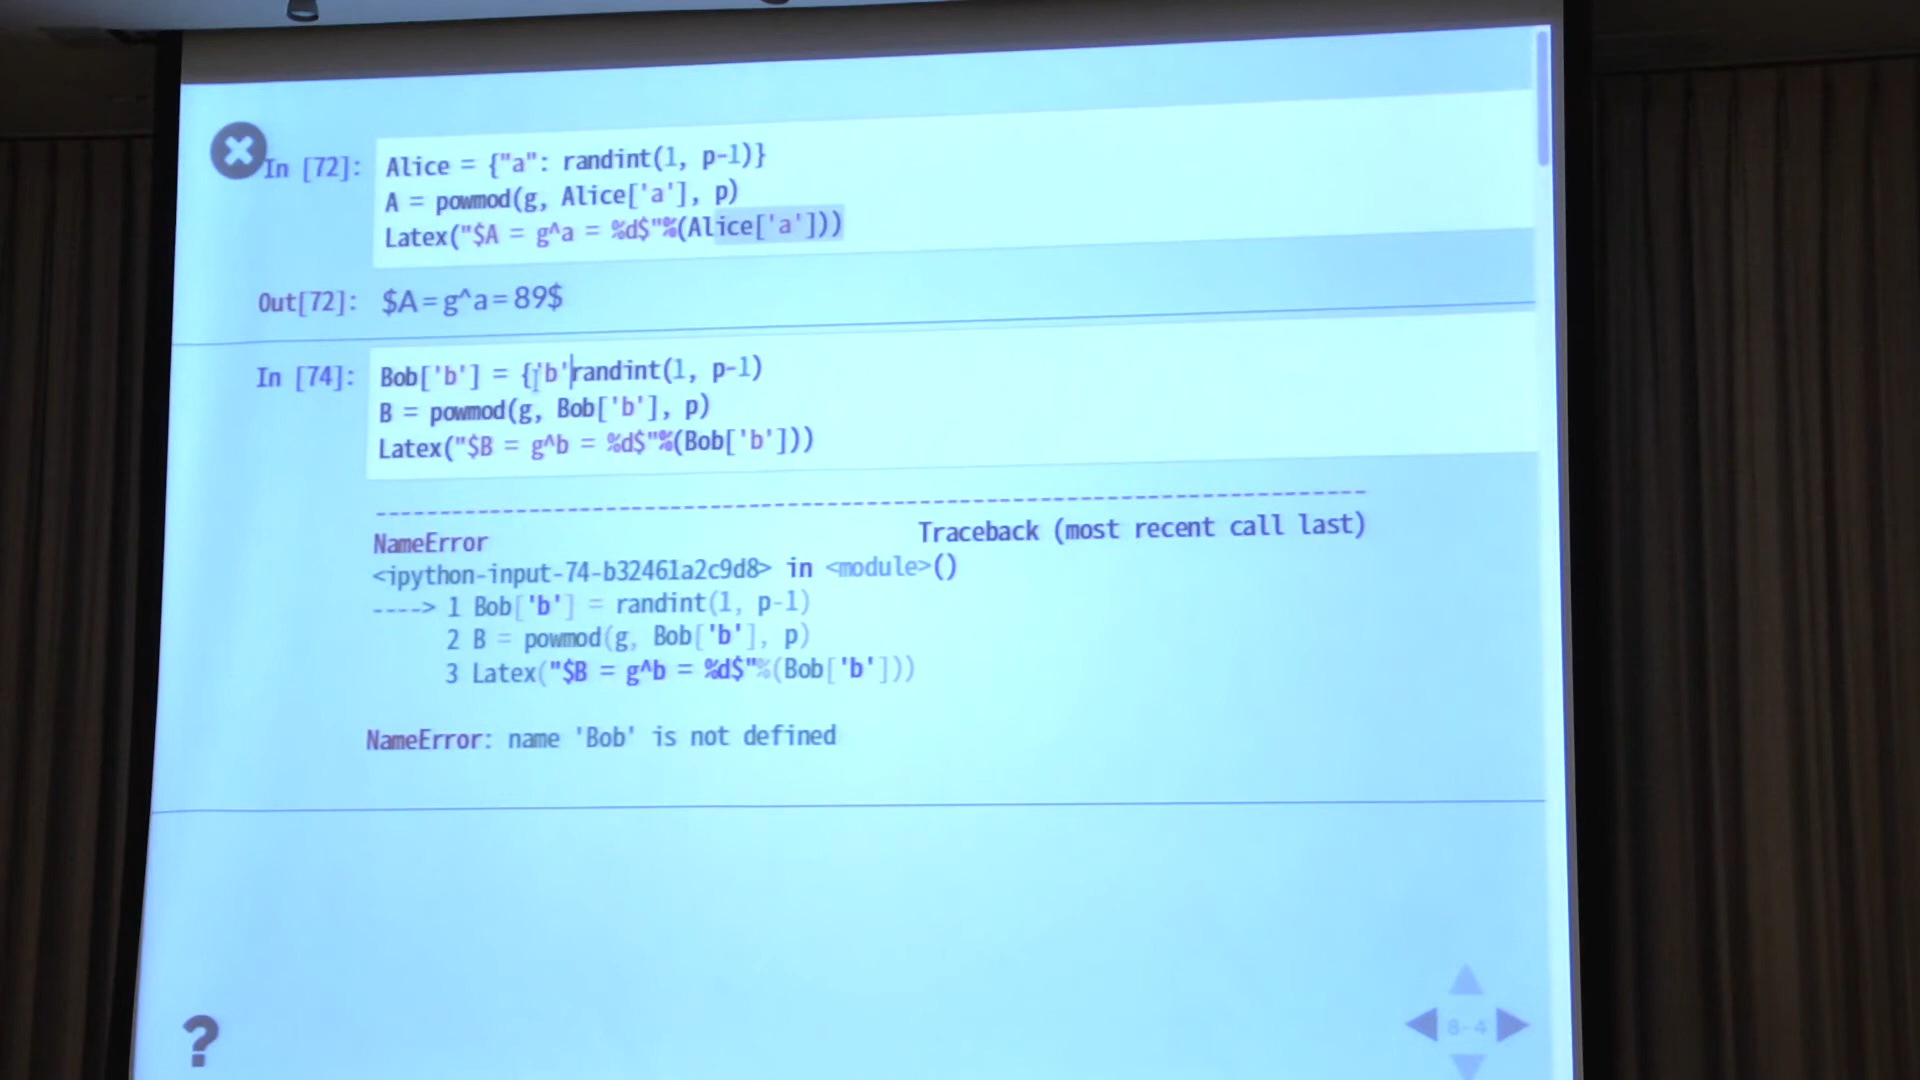 In [72]: Alice = {"a": randint(1, p-1)}
A = powmod(g, Alice['a'], p)
Latex("$A = g^a = %d$"%(Alice['a']))
Out[72]: $A=g^a=89$
In [74]: Bob['b'] = {'b'randint(1, p-1)
B = powmod(g, Bob['b'], p)
Latex("$B = g^b = %d$"%(Bob['b']))
--------------------------------------------------------------------------------
NameError Traceback (most recent call last)
<ipython-input-74-b32461a2c9d8> in <module>()
----> 1 Bob['b'] = randint(1, p-1)
2 B = powmod(g, Bob['b'], p)
3 Latex("$B = g^b = %d$"%(Bob['b']))
NameError: name 'Bob' is not defined
?
8-4